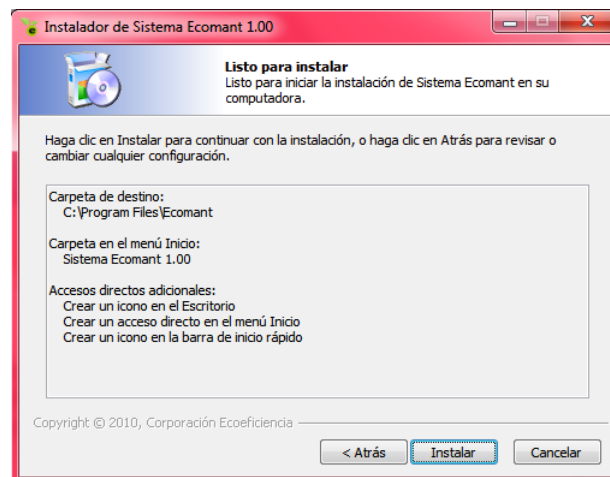 Instalador de Sistema Ecomant 1.00
Listo para instalar
Listo para iniciar la instalación de Sistema Ecomant en su
computadora.
Haga clic en Instalar para continuar con la instalación, o haga clic en Atrás para revisar o
cambiar cualquier configuración.
Carpeta de destino:
C:\Program Files\Ecomant
Carpeta en el menú Inicio:
Sistema Ecomant 1.00
Accesos directos adicionales:
Crear un icono en el Escritorio
Crear un acceso directo en el menú Inicio
Crear un icono en la barra de inicio rápido
Copyright © 2010, Corporación Ecoeficiencia
< Atrás Instalar Cancelar